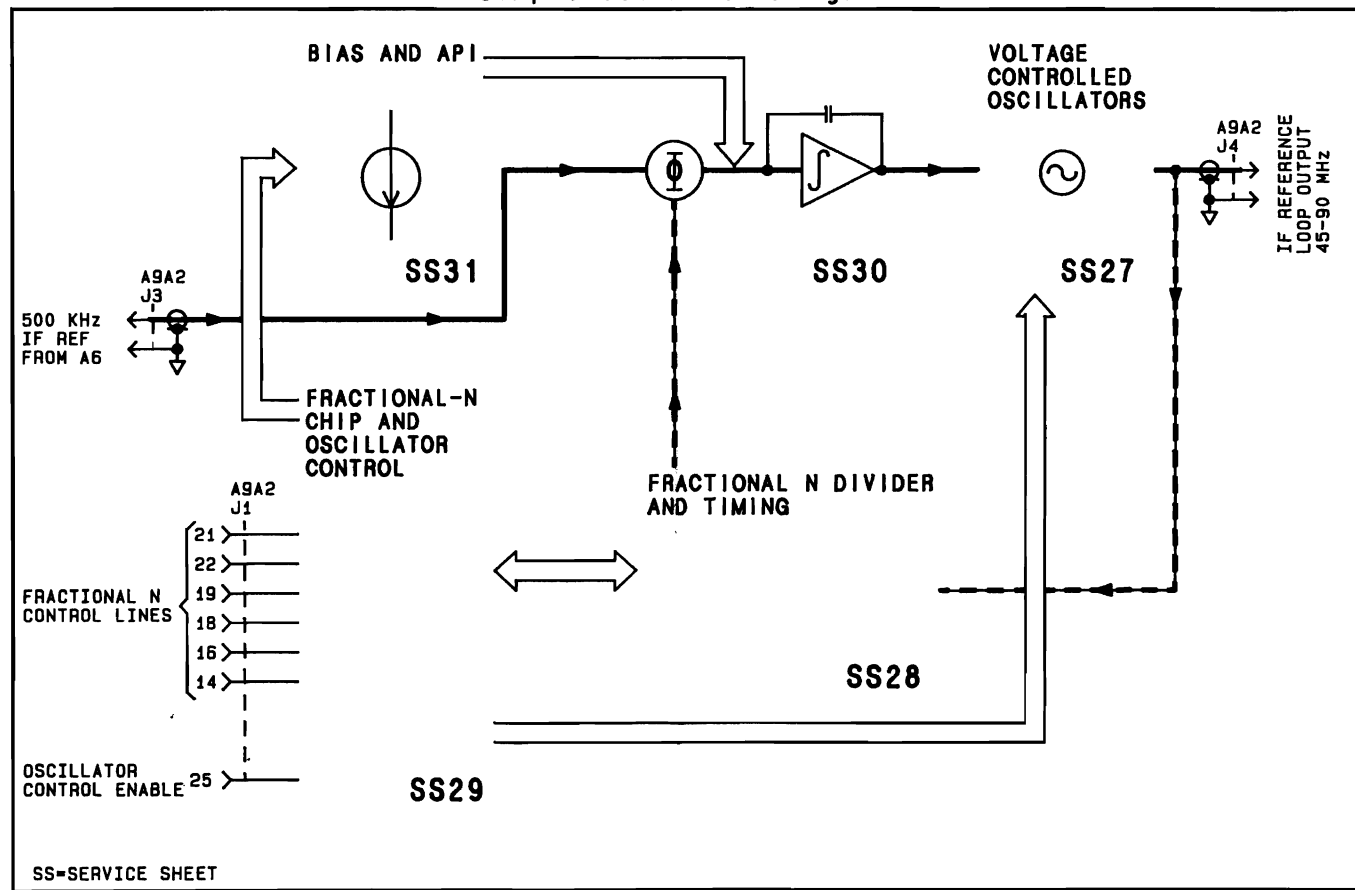 BIAS AND API
VOLTAGE
CONTROLLED
OSCILLATORS
A9A2
J4
IF REFERENCE
LOOP OUTPUT
45-90 MHz
Φ
∫
SS31
SS30
SS27
A9A2
J3
500 KHz
IF REF
FROM A6
FRACTIONAL-N
CHIP AND
OSCILLATOR
CONTROL
FRACTIONAL N DIVIDER
AND TIMING
A9A2
J1
21
22
19
18
16
14
FRACTIONAL N
CONTROL LINES
SS28
OSCILLATOR
CONTROL ENABLE
25
SS29
SS=SERVICE SHEET